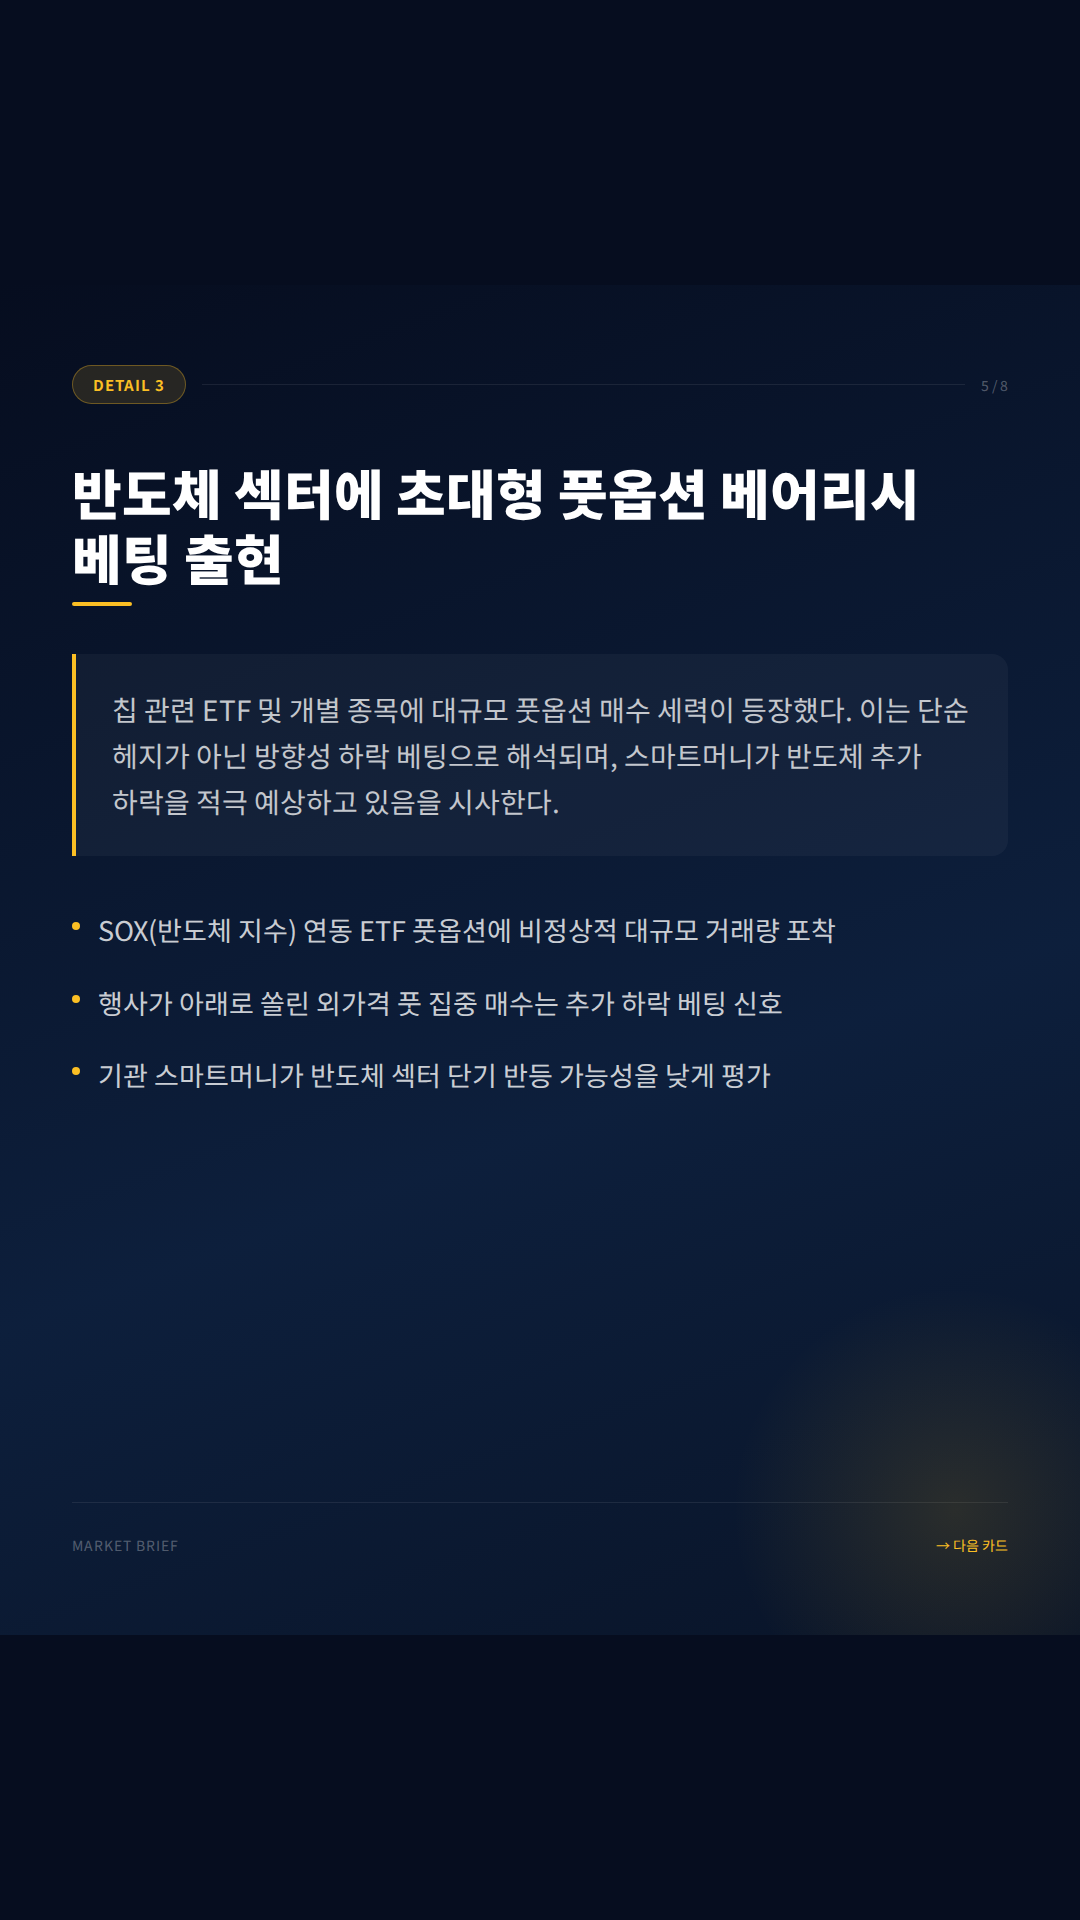 DETAIL 3
5 / 8
반도체 섹터에 초대형 풋옵션 베어리시
베팅 출현
칩 관련 ETF 및 개별 종목에 대규모 풋옵션 매수 세력이 등장했다. 이는 단순
헤지가 아닌 방향성 하락 베팅으로 해석되며, 스마트머니가 반도체 추가
하락을 적극 예상하고 있음을 시사한다.
• SOX(반도체 지수) 연동 ETF 풋옵션에 비정상적 대규모 거래량 포착
• 행사가 아래로 쏠린 외가격 풋 집중 매수는 추가 하락 베팅 신호
• 기관 스마트머니가 반도체 섹터 단기 반등 가능성을 낮게 평가
MARKET BRIEF
→ 다음 카드